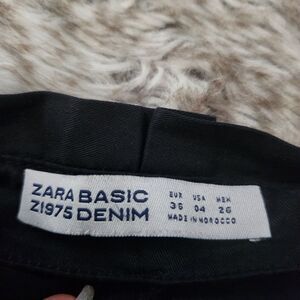 ZARA BASIC
Z1975 DENIM
EUR USA MEX
36 04 26
MADE IN MOROCCO